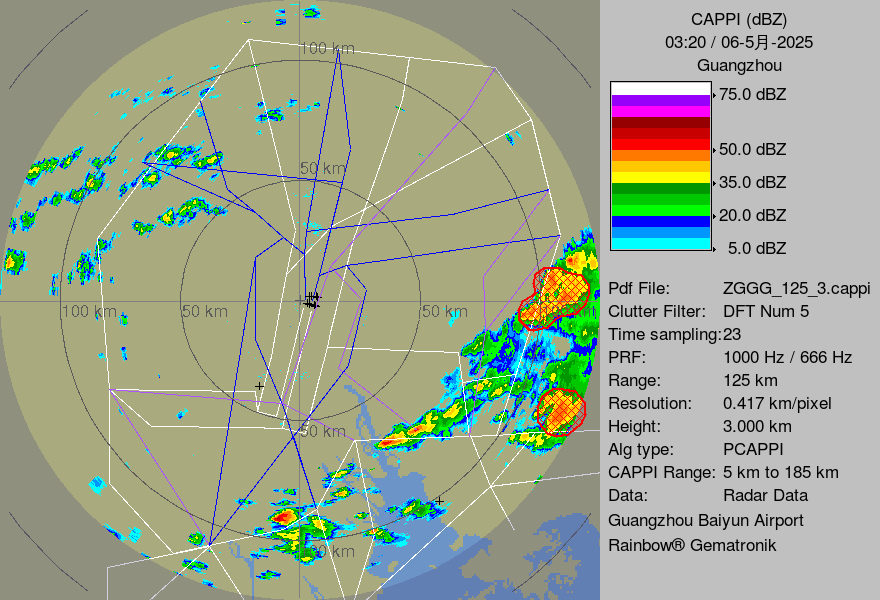 CAPPI (dBZ)
03:20 / 06-5月-2025
Guangzhou
75.0 dBZ
50.0 dBZ
35.0 dBZ
20.0 dBZ
5.0 dBZ
Pdf File: ZGGG_125_3.cappi
Clutter Filter: DFT Num 5
Time sampling:23
PRF: 1000 Hz / 666 Hz
Range: 125 km
Resolution: 0.417 km/pixel
Height: 3.000 km
Alg type: PCAPPI
CAPPI Range: 5 km to 185 km
Data: Radar Data
Guangzhou Baiyun Airport
Rainbow® Gematronik
100 km
50 km
100 km
50 km
50 km
50 km